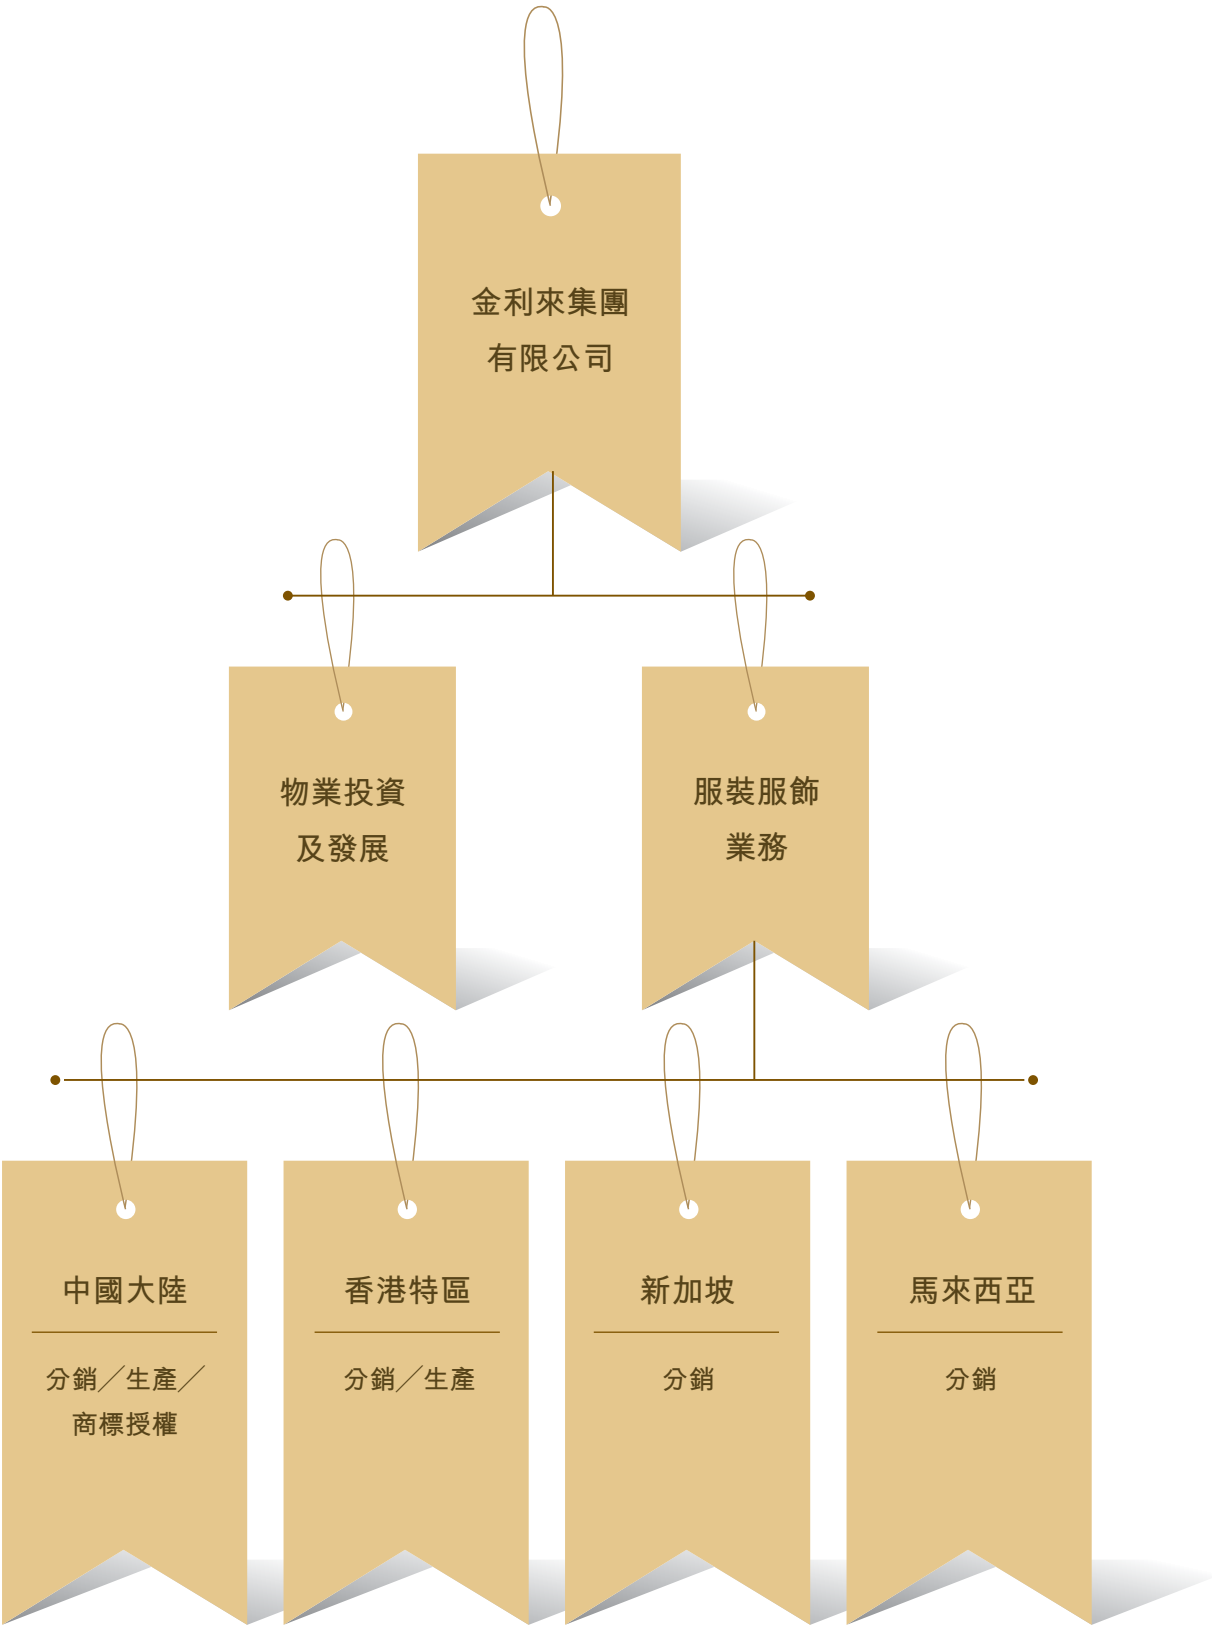 金利來集團
有限公司
物業投資
及發展
服裝服飾
業務
中國大陸
分銷╱生產╱
商標授權
香港特區
分銷╱生產
新加坡
分銷
馬來西亞
分銷